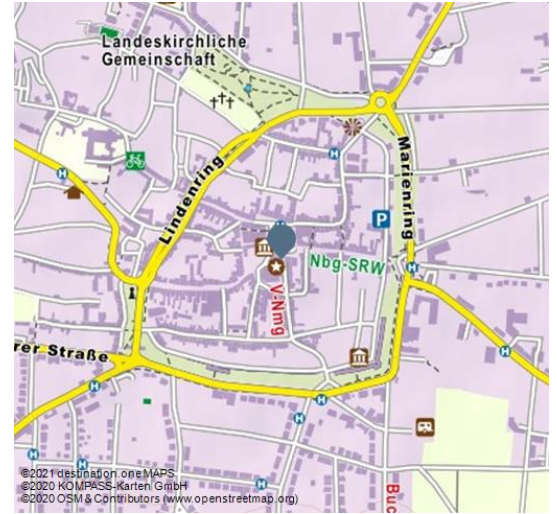 Landeskirchliche
Gemeinschaft
Lindenring
Marienring
H
H
P
Nbg-SRW
H
V-Nmg
rer Straße
H
H
H
H
Buc
©2021 destination.one MAPS
©2020 KOMPASS-Karten GmbH
©2020 OSM & Contributors (www.openstreetmap.org)